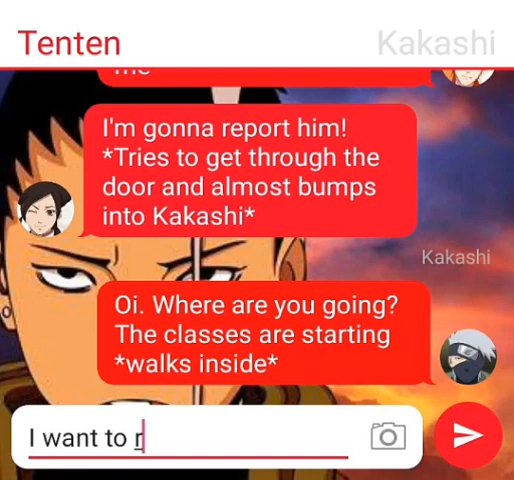 Tenten
Kakashi
I'm gonna report him!
*Tries to get through the
door and almost bumps
into Kakashi*
Kakashi
Oi. Where are you going?
The classes are starting
*walks inside*
I want to r